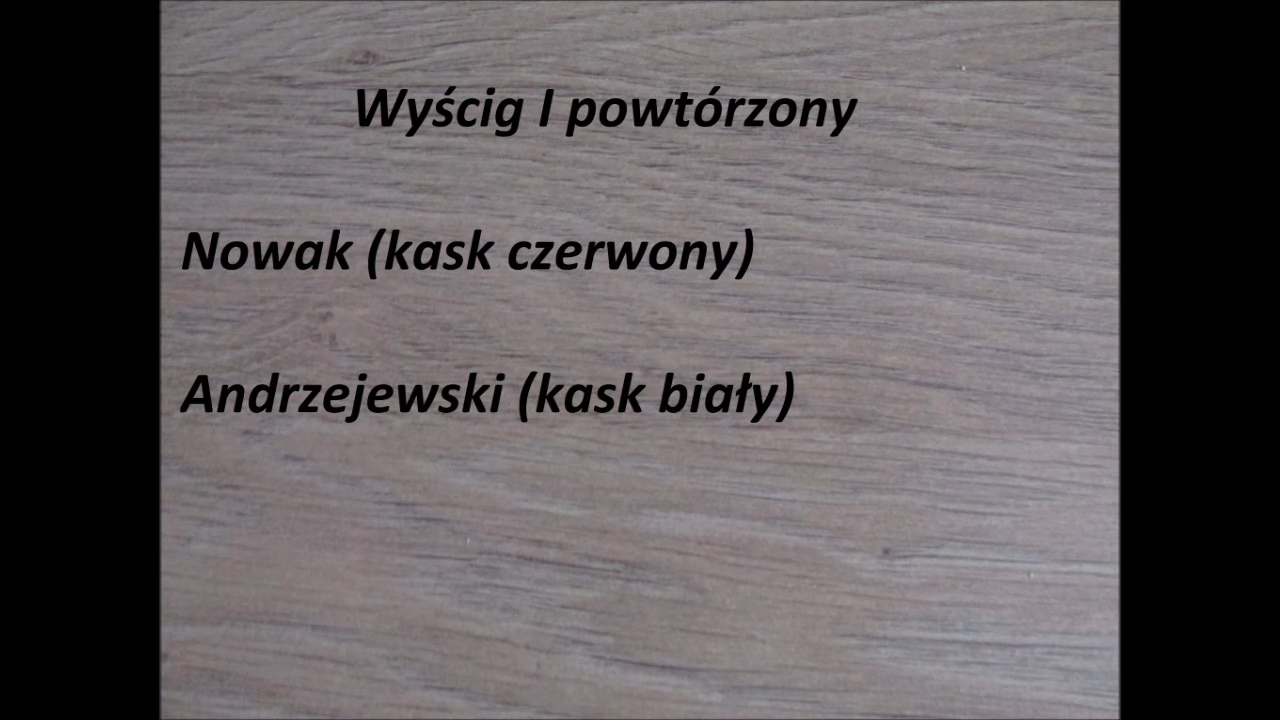 Wyścig I powtórzony
Nowak (kask czerwony)
Andrzejewski (kask biały)